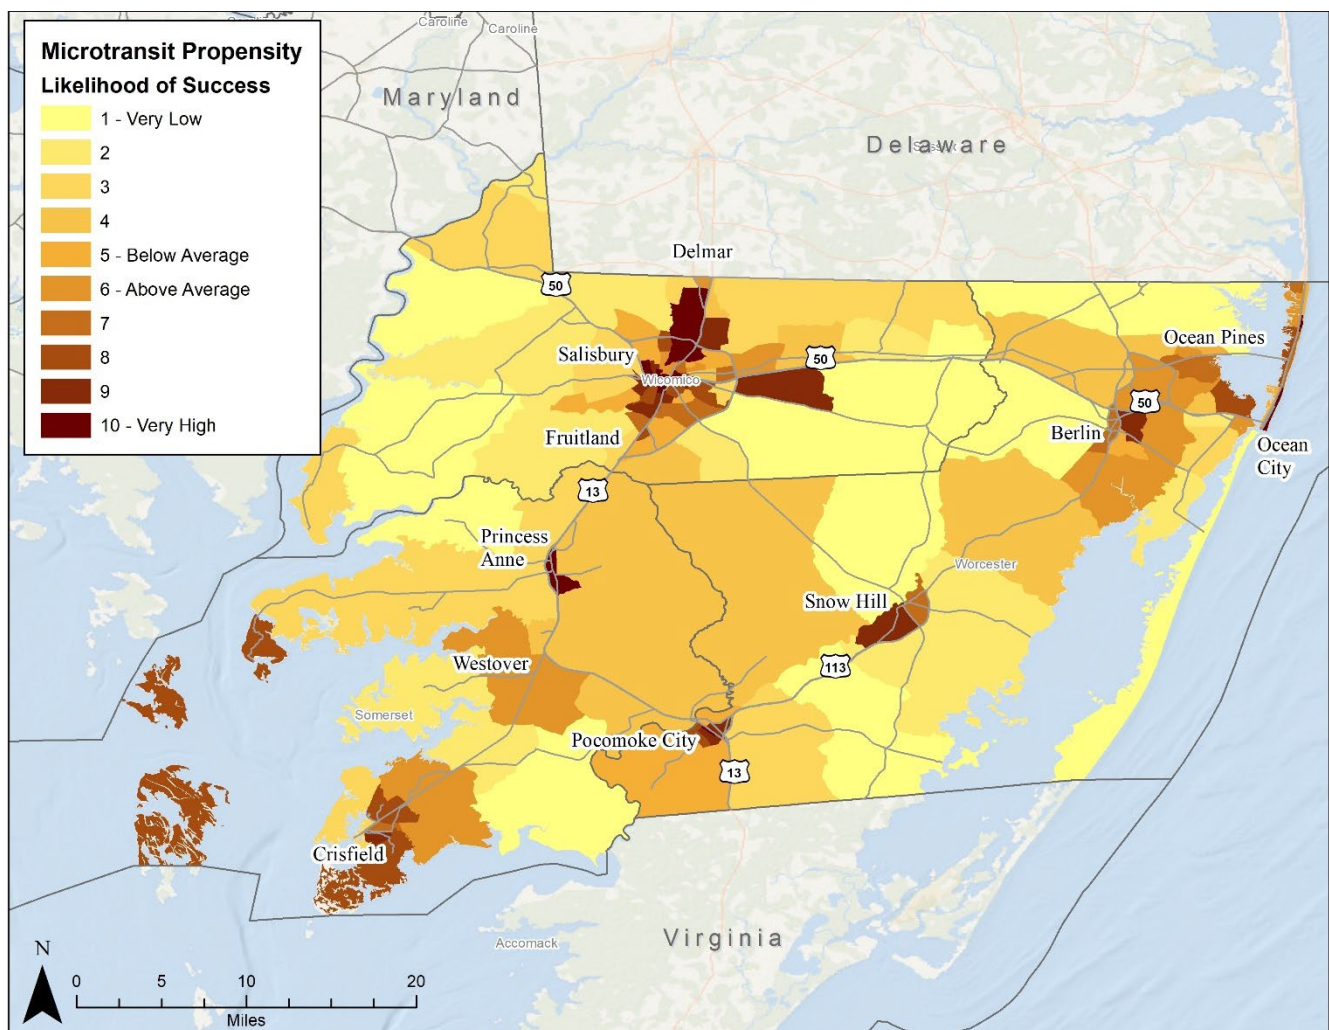 Microtransit Propensity
Likelihood of Success
1 - Very Low
2
3
4
5 - Below Average
6 - Above Average
7
8
9
10 - Very High
Caroline
Caroline
Maryland
Delaware
Delmar
50
Ocean Pines
Salisbury
50
Wicomico
50
Berlin
Fruitland
Ocean
City
13
Princess
Anne
Worcester
Snow Hill
Westover
113
Somerset
Pocomoke City
13
Crisfield
Virginia
Accomack
N
0 5 10 20
Miles